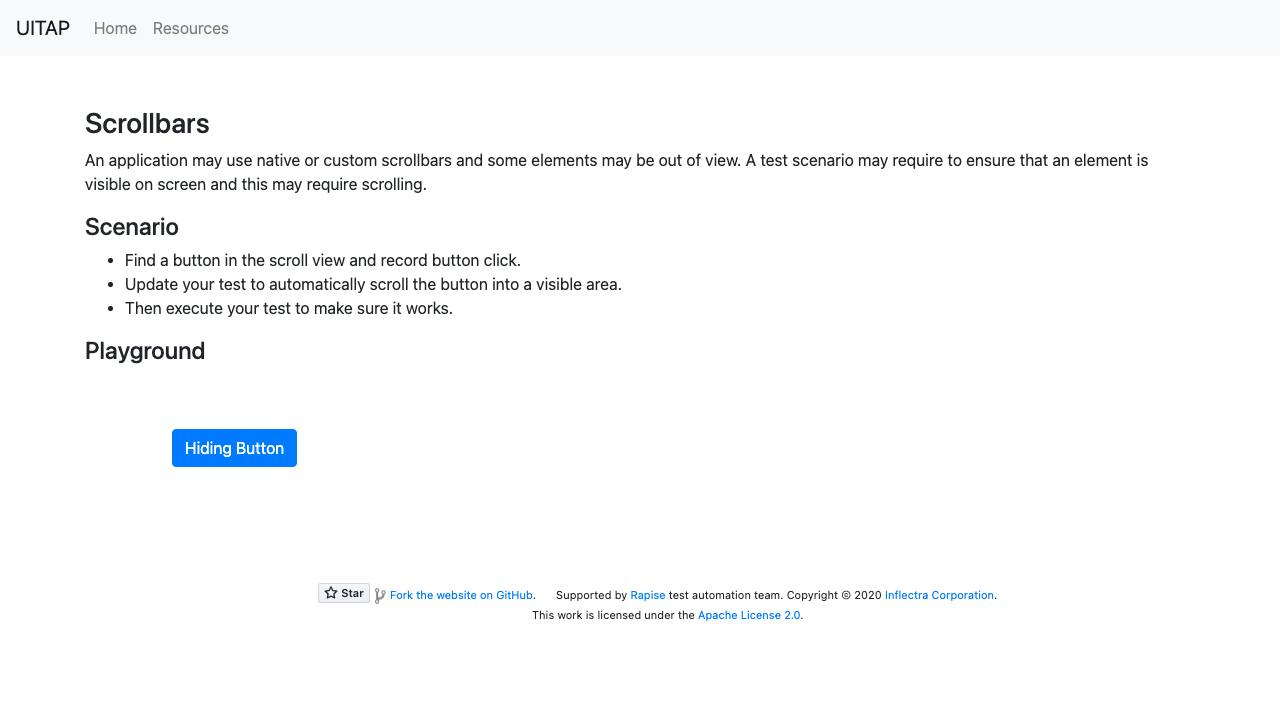 UITAP Home Resources
Scrollbars
An application may use native or custom scrollbars and some elements may be out of view. A test scenario may require to ensure that an element is
visible on screen and this may require scrolling.
Scenario
• Find a button in the scroll view and record button click.
• Update your test to automatically scroll the button into a visible area.
• Then execute your test to make sure it works.
Playground
Hiding Button
Star Fork the website on GitHub. Supported by Rapise test automation team. Copyright © 2020 Inflectra Corporation.
This work is licensed under the Apache License 2.0.